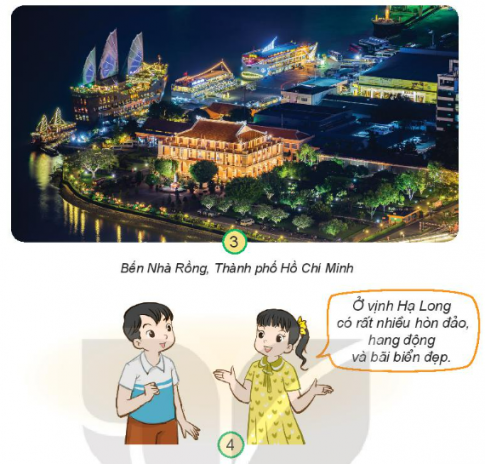 3
Bến Nhà Rồng, Thành phố Hồ Chí Minh
Ở vịnh Hạ Long
có rất nhiều hòn đảo,
hang động
và bãi biển đẹp.
4